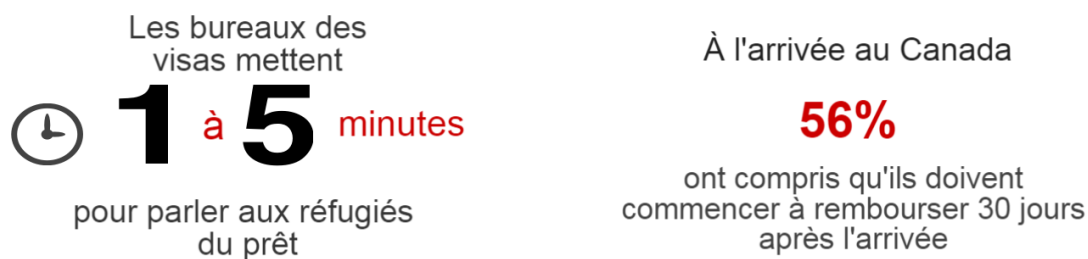 Les bureaux des
visas mettent
1 à 5 minutes
pour parler aux réfugiés
du prêt
À l'arrivée au Canada
56%
ont compris qu'ils doivent
commencer à rembourser 30 jours
après l'arrivée